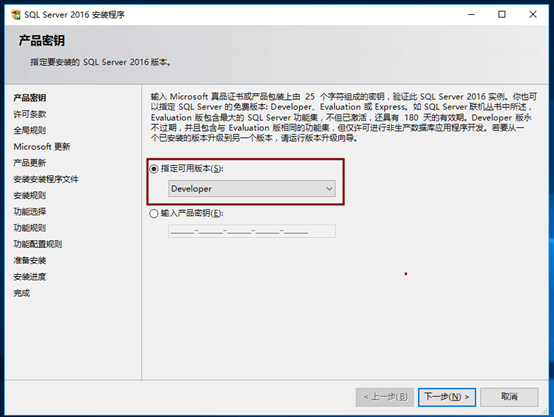 SQL Server 2016 安装程序
产品密钥
指定要安装的 SQL Server 2016 版本。
产品密钥
许可条款
全局规则
Microsoft 更新
产品更新
安装安装程序文件
安装规则
功能选择
功能规则
功能配置规则
准备安装
安装进度
完成
输入 Microsoft 真品证书或产品包装上由 25 个字符组成的密钥，验证此 SQL Server 2016 实例。你也可
以指定 SQL Server 的免费版本: Developer、Evaluation 或 Express。如 SQL Server 联机丛书中所述，
Evaluation 版包含最大的 SQL Server 功能集，不但已激活，还具有 180 天的有效期。Developer 版永
不过期，并且包含与 Evaluation 版相同的功能集，但仅许可进行非生产数据库应用程序开发。若要从一
个已安装的版本升级到另一个版本，请运行版本升级向导。
指定可用版本(S):
Developer
输入产品密钥(E):
_____-_____-_____-_____-_____
< 上一步(B)
下一步(N) >
取消